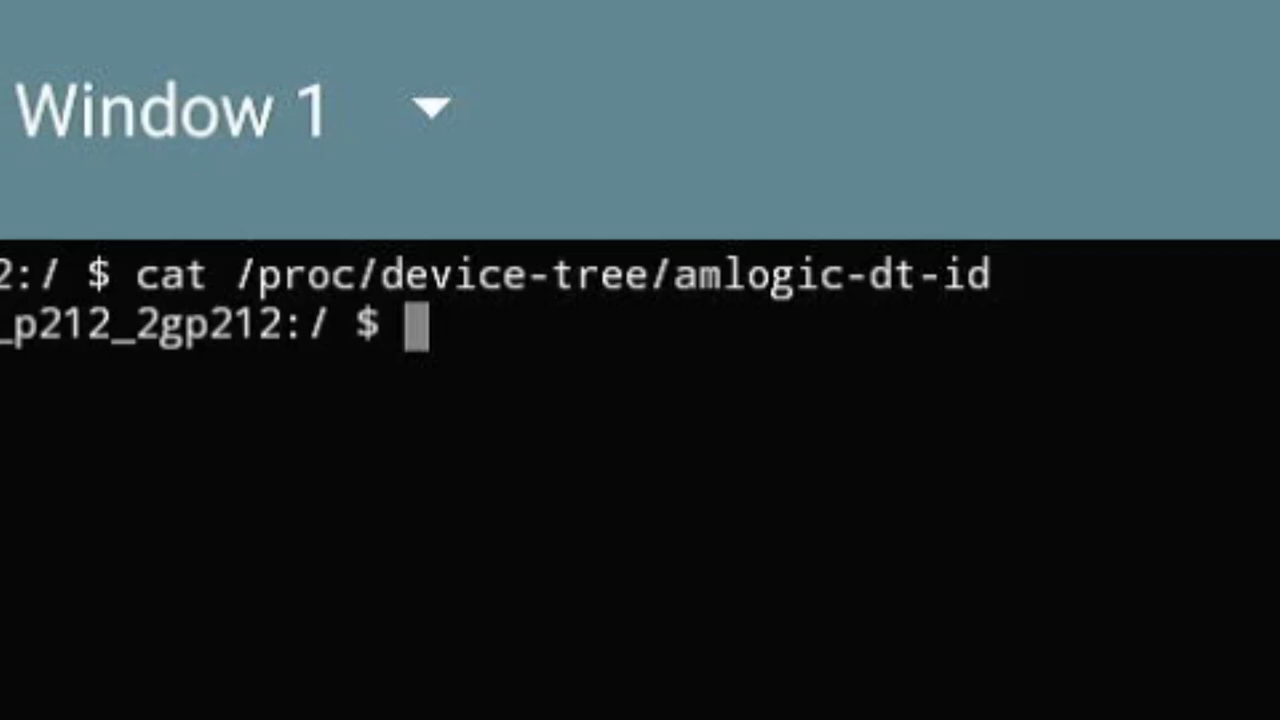 Window 1
2:/ $ cat /proc/device-tree/amlogic-dt-id
_p212_2gp212:/ $